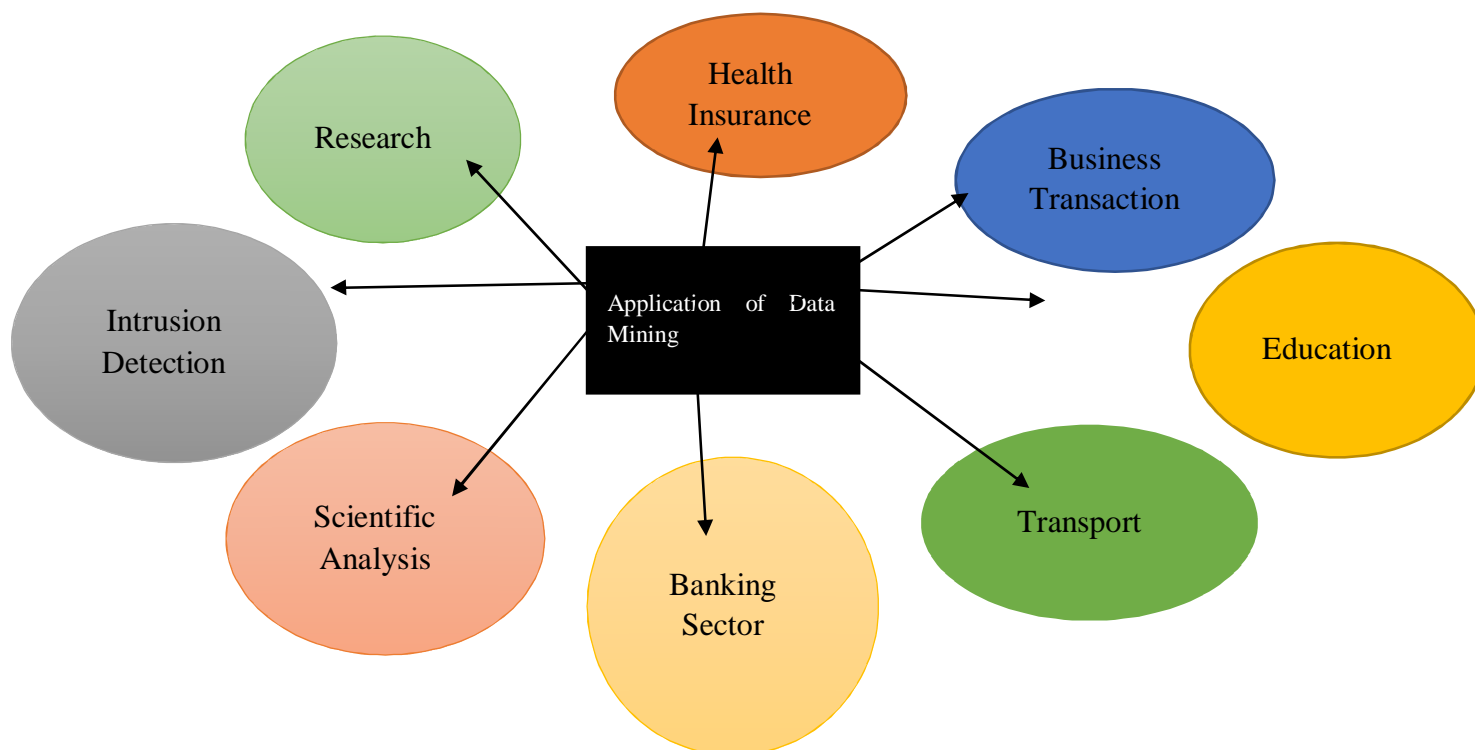 Health
Insurance
Research
Business
Transaction
Application of Data
Mining
Intrusion
Detection
Education
Scientific
Analysis
Transport
Banking
Sector